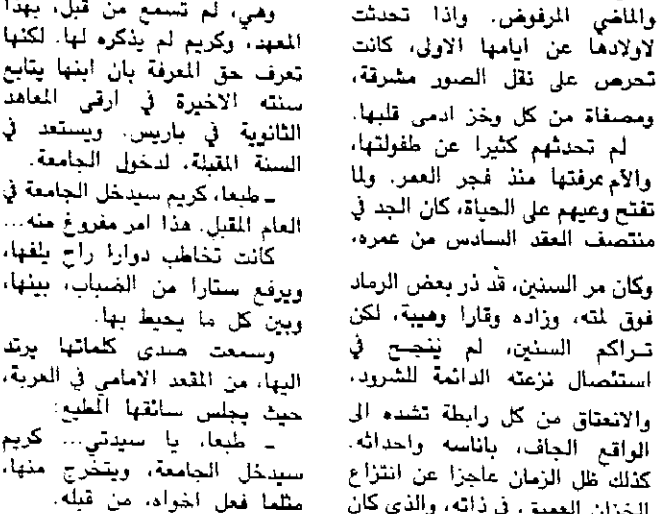 والماضي المرفوض. واذا تحدثت
لاولادها عن ايامها الاولى، كانت
تحرص على نقل الصور مشرقة،
ومصفاة من كل وخز ادمى قلبها.
لم تحدثهم كثيرا عن طفولتها،
والام عرفتها منذ فجر العمر. ولما
تفتح وعيهم على الحياة، كان الجد في
منتصف العقد السادس من عمره،
وكان مر السنين، قد ذر بعض الرماد
فوق لمته، وزاده وقارا وهيبة، لكن
تراكم السنين، لم ينجح في
استئصال نزعته الدائمة للشرود،
والانعتاق من كل رابطة تشده الى
الواقع الجاف، باناسه واحداثه.
كذلك ظل الزمان عاجزا عن انتزاع
الخزان العميق، في ذاته، والذي كان
وهي، لم تسمع من قبل، بهذا
المعهد، وكريم لم يذكره لها. لكنها
تعرف حق المعرفة بان ابنها يتابع
سنته الاخيرة في ارقى المعاهد
الثانوية في باريس. ويستعد في
السنة المقبلة، لدخول الجامعة.
- طبعا، كريم سيدخل الجامعة في
العام المقبل. هذا امر مفروغ منه...
كانت تخاطب دوارا راح يلفها،
ويرفع ستارا من الضباب، بينها،
وبين كل ما يحيط بها.
وسمعت صدى كلماتها يرتد
اليها، من المقعد الامامي في العربة،
حيث يجلس سائقها المطيع:
- طبعا، يا سيدتي... كريم
سيدخل الجامعة، ويتخرج منها،
مثلما فعل اخواه، من قبله.